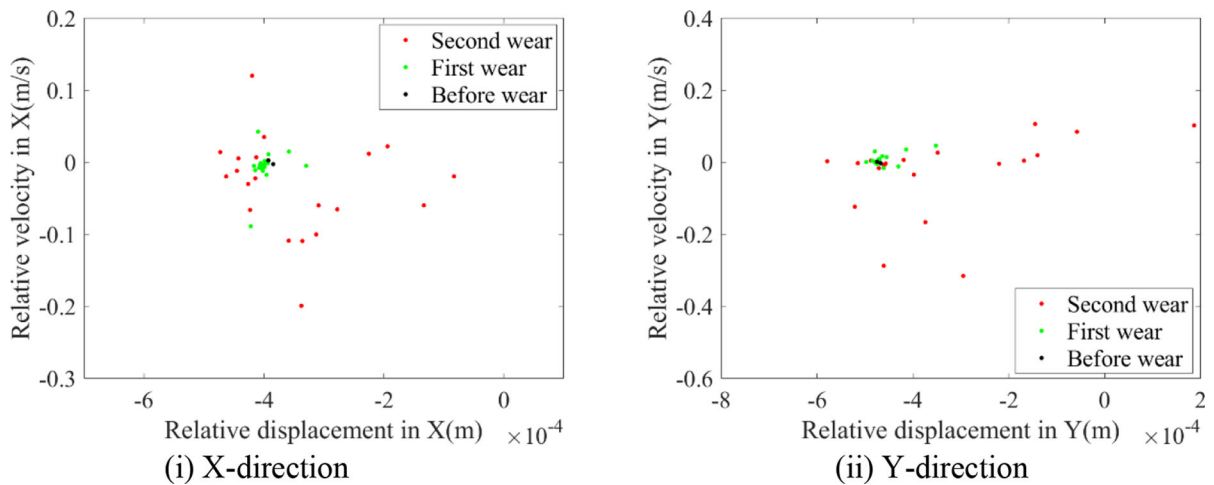 0.2
0.1
0
-0.1
-0.2
-0.3
Relative velocity in X(m/s)
Second wear
First wear
Before wear
-6
-4
-2
0
Relative displacement in X(m)
×10⁻⁴
(i) X-direction
0.4
0.2
0
-0.2
-0.4
-0.6
Relative velocity in Y(m/s)
Second wear
First wear
Before wear
-8
-6
-4
-2
0
2
Relative displacement in Y(m)
×10⁻⁴
(ii) Y-direction